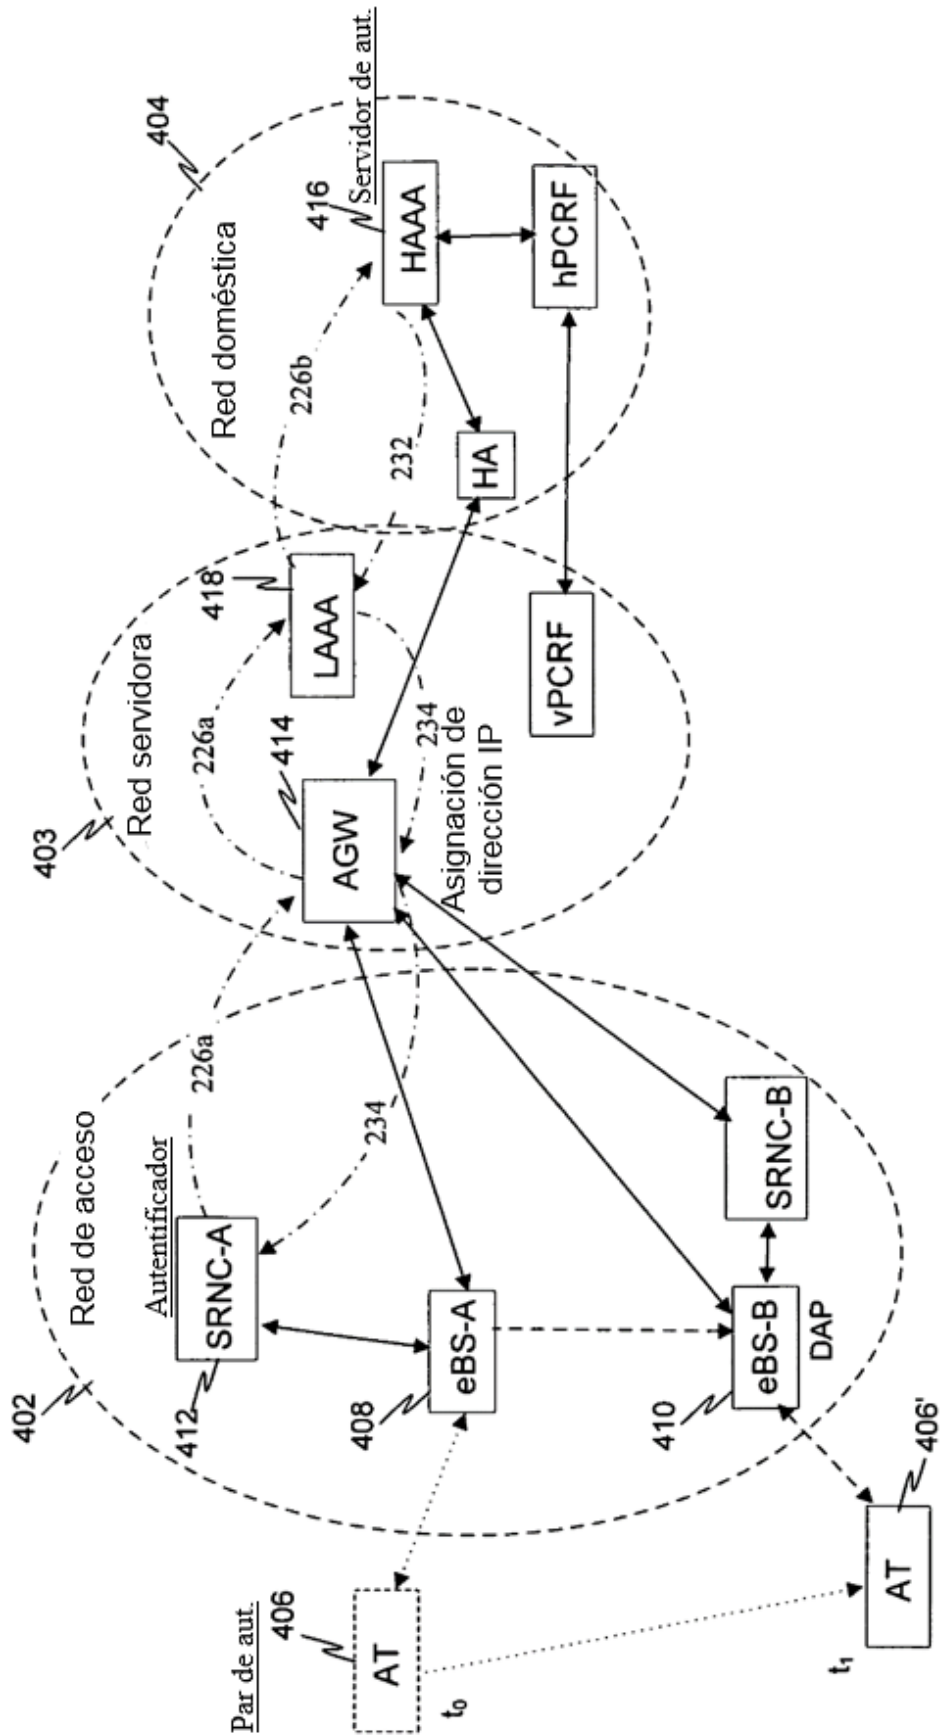 402
Red de acceso
Autentificador
SRNC-A
412
226a
234
eBS-A
408
eBS-B
410
DAP
SRNC-B
Par de aut.
406
AT
t₀
AT
406'
t₁
403
Red servidora
226a
414
AGW
418
LAAA
234
Asignación de
dirección IP
vPCRF
404
Red doméstica
226b
416
Servidor de aut.
HAAA
232
HA
hPCRF